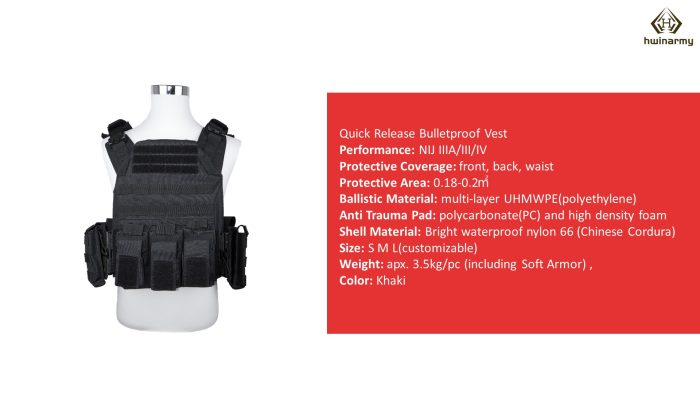 hwinarmy
Quick Release Bulletproof Vest
Performance: NIJ IIIA/III/IV
Protective Coverage: front, back, waist
Protective Area: 0.18-0.2㎡
Ballistic Material: multi-layer UHMWPE(polyethylene)
Anti Trauma Pad: polycarbonate(PC) and high density foam
Shell Material: Bright waterproof nylon 66 (Chinese Cordura)
Size: S M L(customizable)
Weight: apx. 3.5kg/pc (including Soft Armor) ,
Color: Khaki